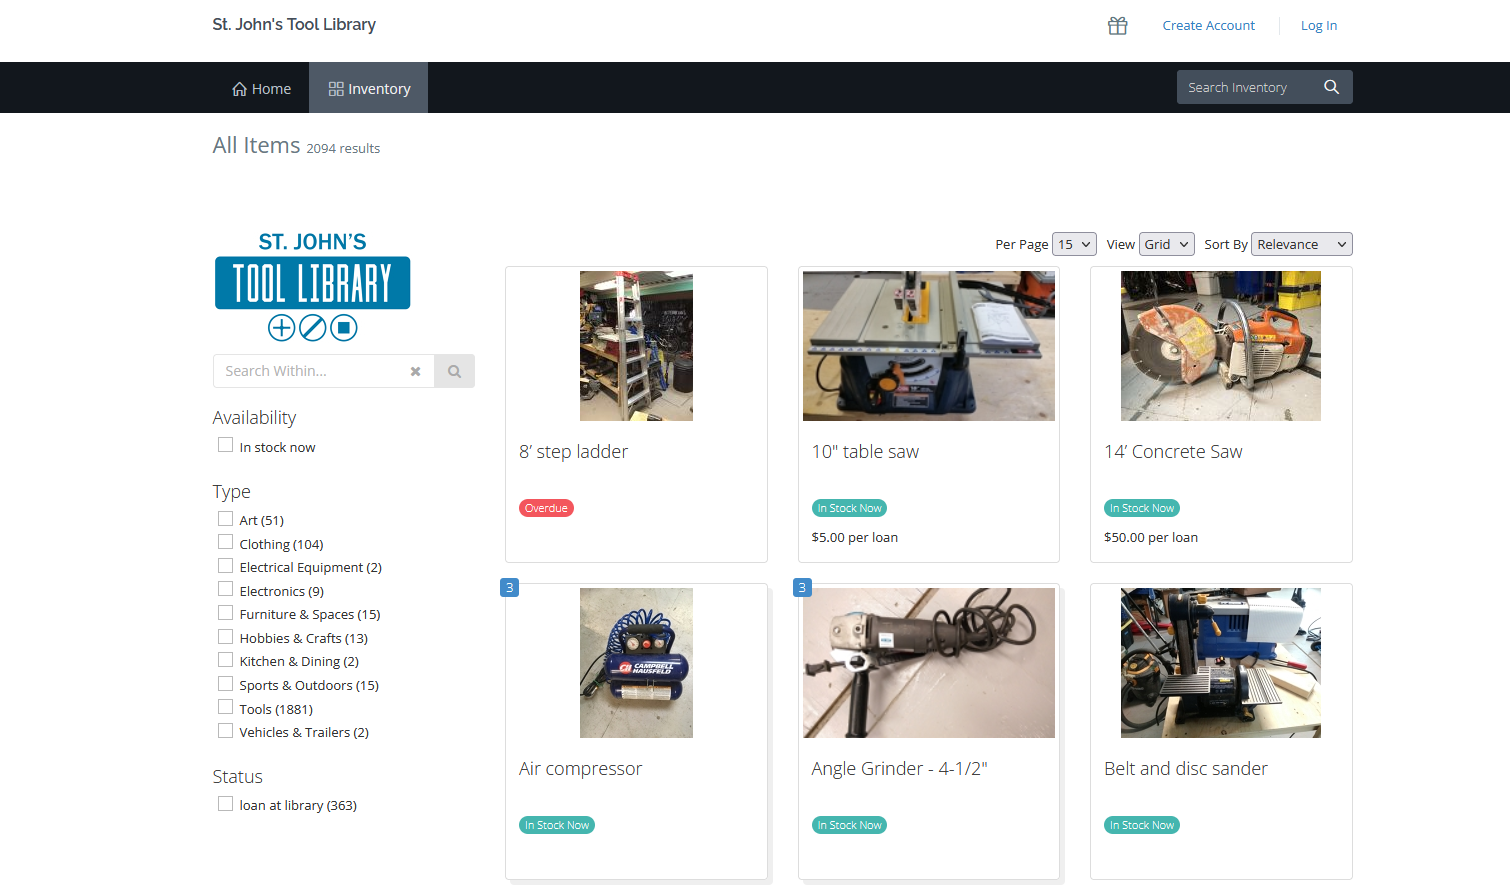 St. John's Tool Library
Create Account
Log In
Home
Inventory
Search Inventory
All Items 2094 results
ST. JOHN'S
TOOL LIBRARY
Search Within...
Availability
In stock now
Type
Art (51)
Clothing (104)
Electrical Equipment (2)
Electronics (9)
Furniture & Spaces (15)
Hobbies & Crafts (13)
Kitchen & Dining (2)
Sports & Outdoors (15)
Tools (1881)
Vehicles & Trailers (2)
Status
loan at library (363)
Per Page 15 View Grid Sort By Relevance
8’ step ladder
Overdue
10" table saw
In Stock Now
$5.00 per loan
14’ Concrete Saw
In Stock Now
$50.00 per loan
3
CAMPBELL
HAUSFELD
Air compressor
In Stock Now
3
Angle Grinder - 4-1/2"
In Stock Now
Belt and disc sander
In Stock Now